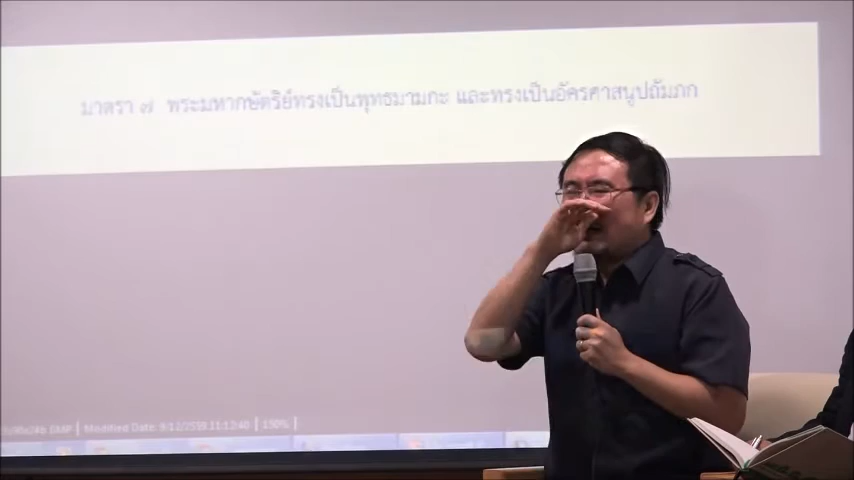 มาตรา ๗ พระมหากษัตริย์ทรงเป็นพุทธมามกะ และทรงเป็นอัครศาสนูปถัมภก
Modified Date: 9/12/2559 11:12:40
150%